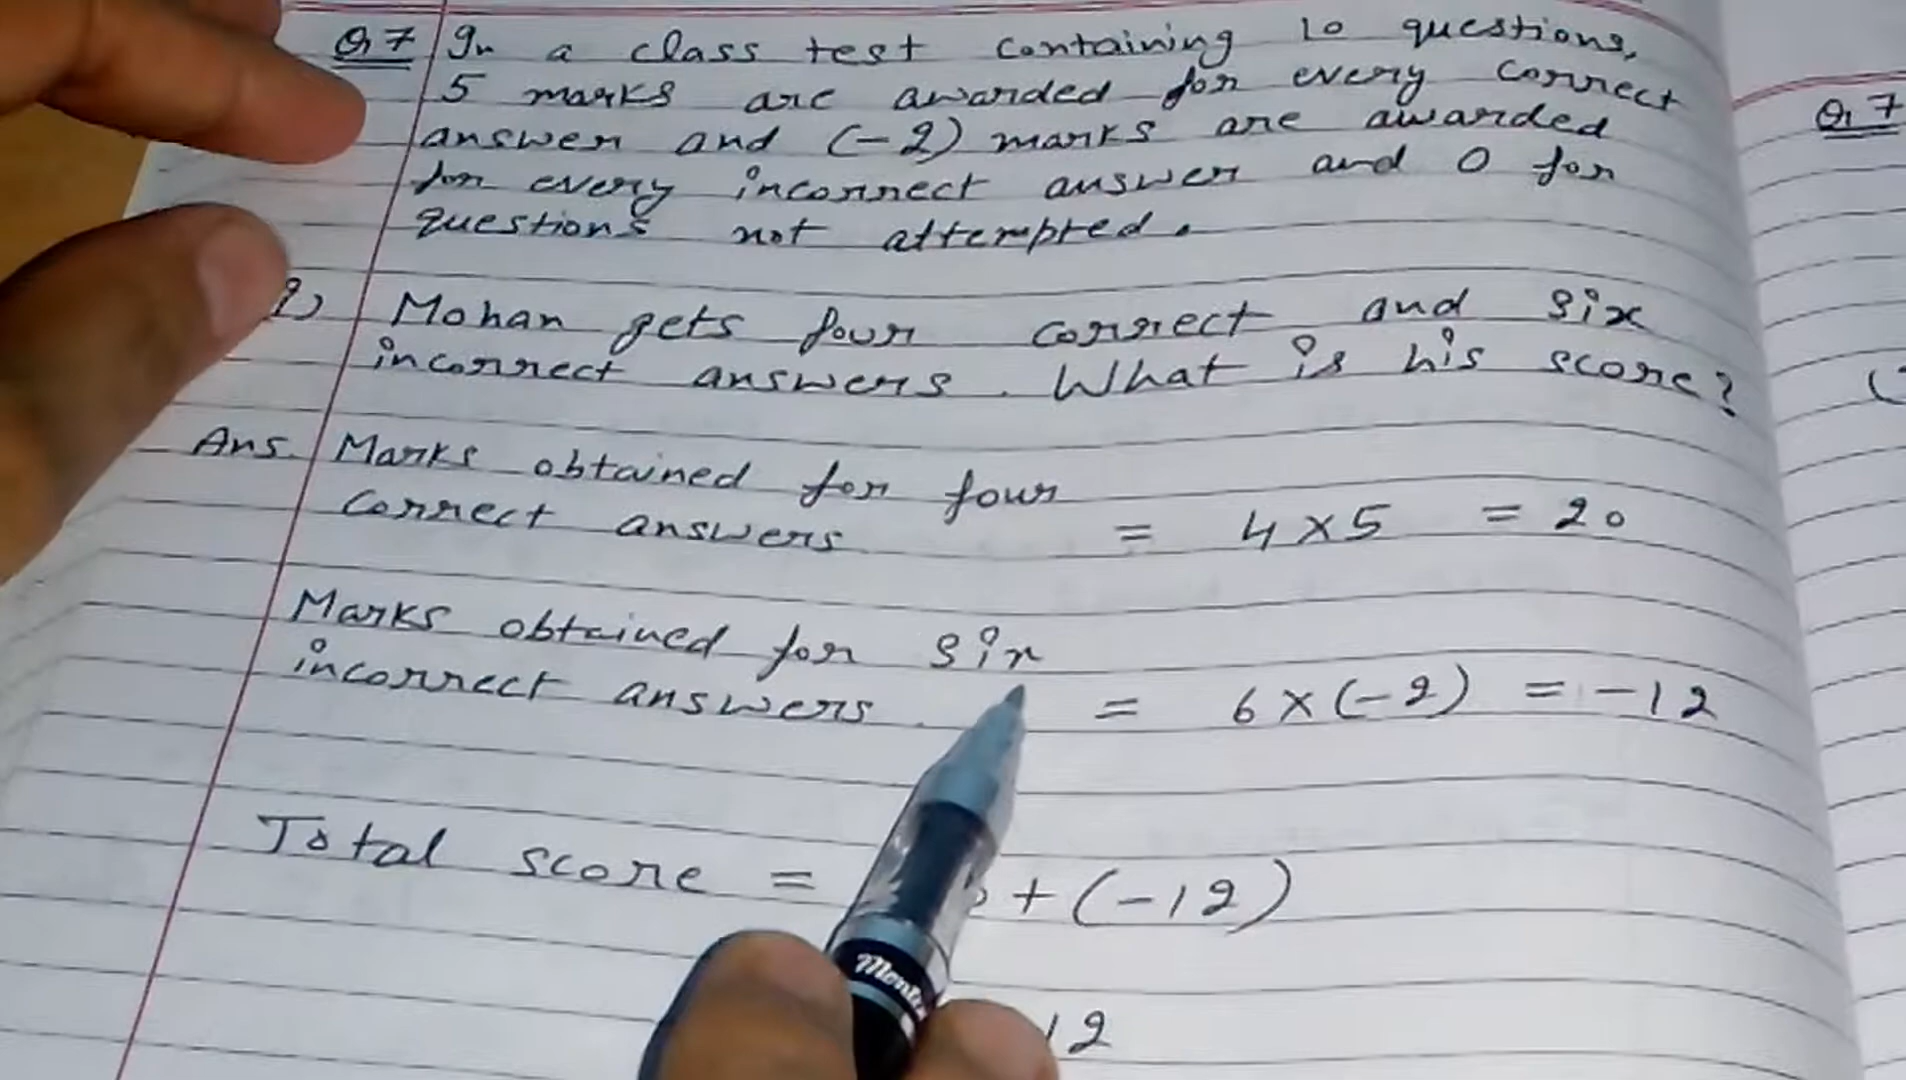 Q7 In a class test containing 10 questions,
5 marks are awarded for every correct
answer and (-2) marks are awarded
for every incorrect answer and 0 for
questions not attempted.
i) Mohan gets four correct and six
incorrect answers. What is his score?
Ans. Marks obtained for four
correct answers = 4 × 5 = 20
Marks obtained for six
incorrect answers. = 6 × (-2) = -12
Total score = + (-12)
12
Q7